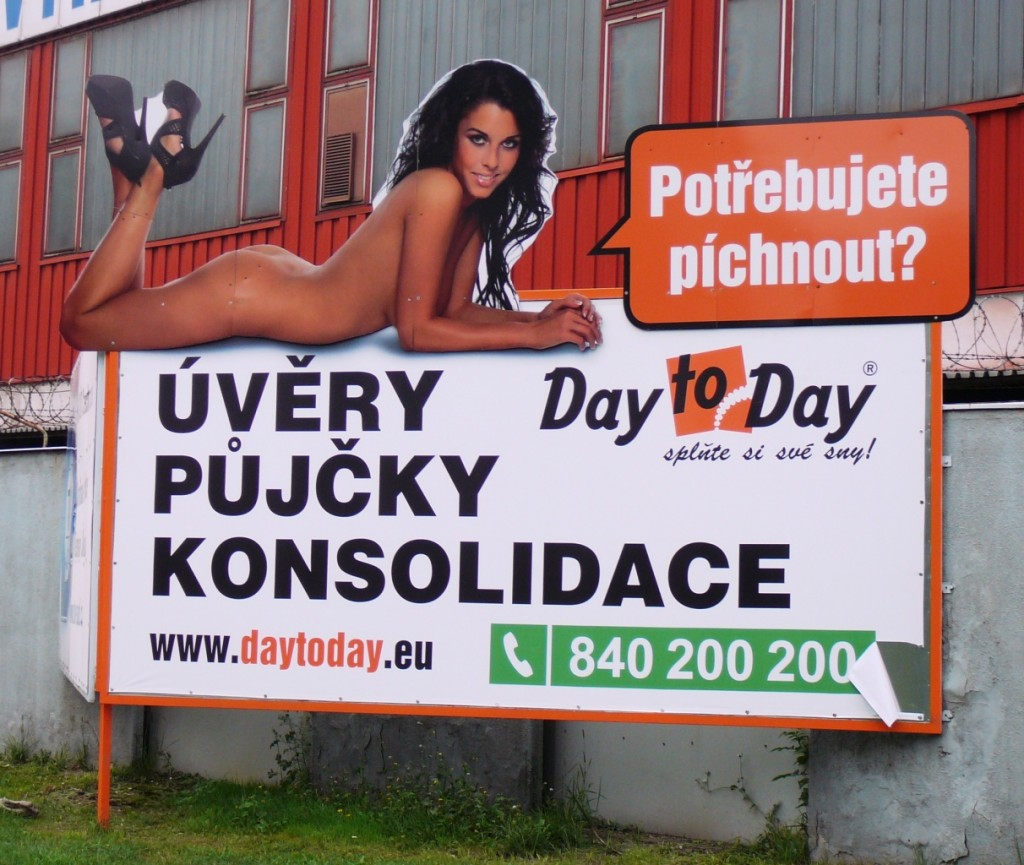 Potřebujete
píchnout?
Day to Day ®
splňte si své sny!
ÚVĚRY
PŮJČKY
KONSOLIDACE
www.daytoday.eu
840 200 200